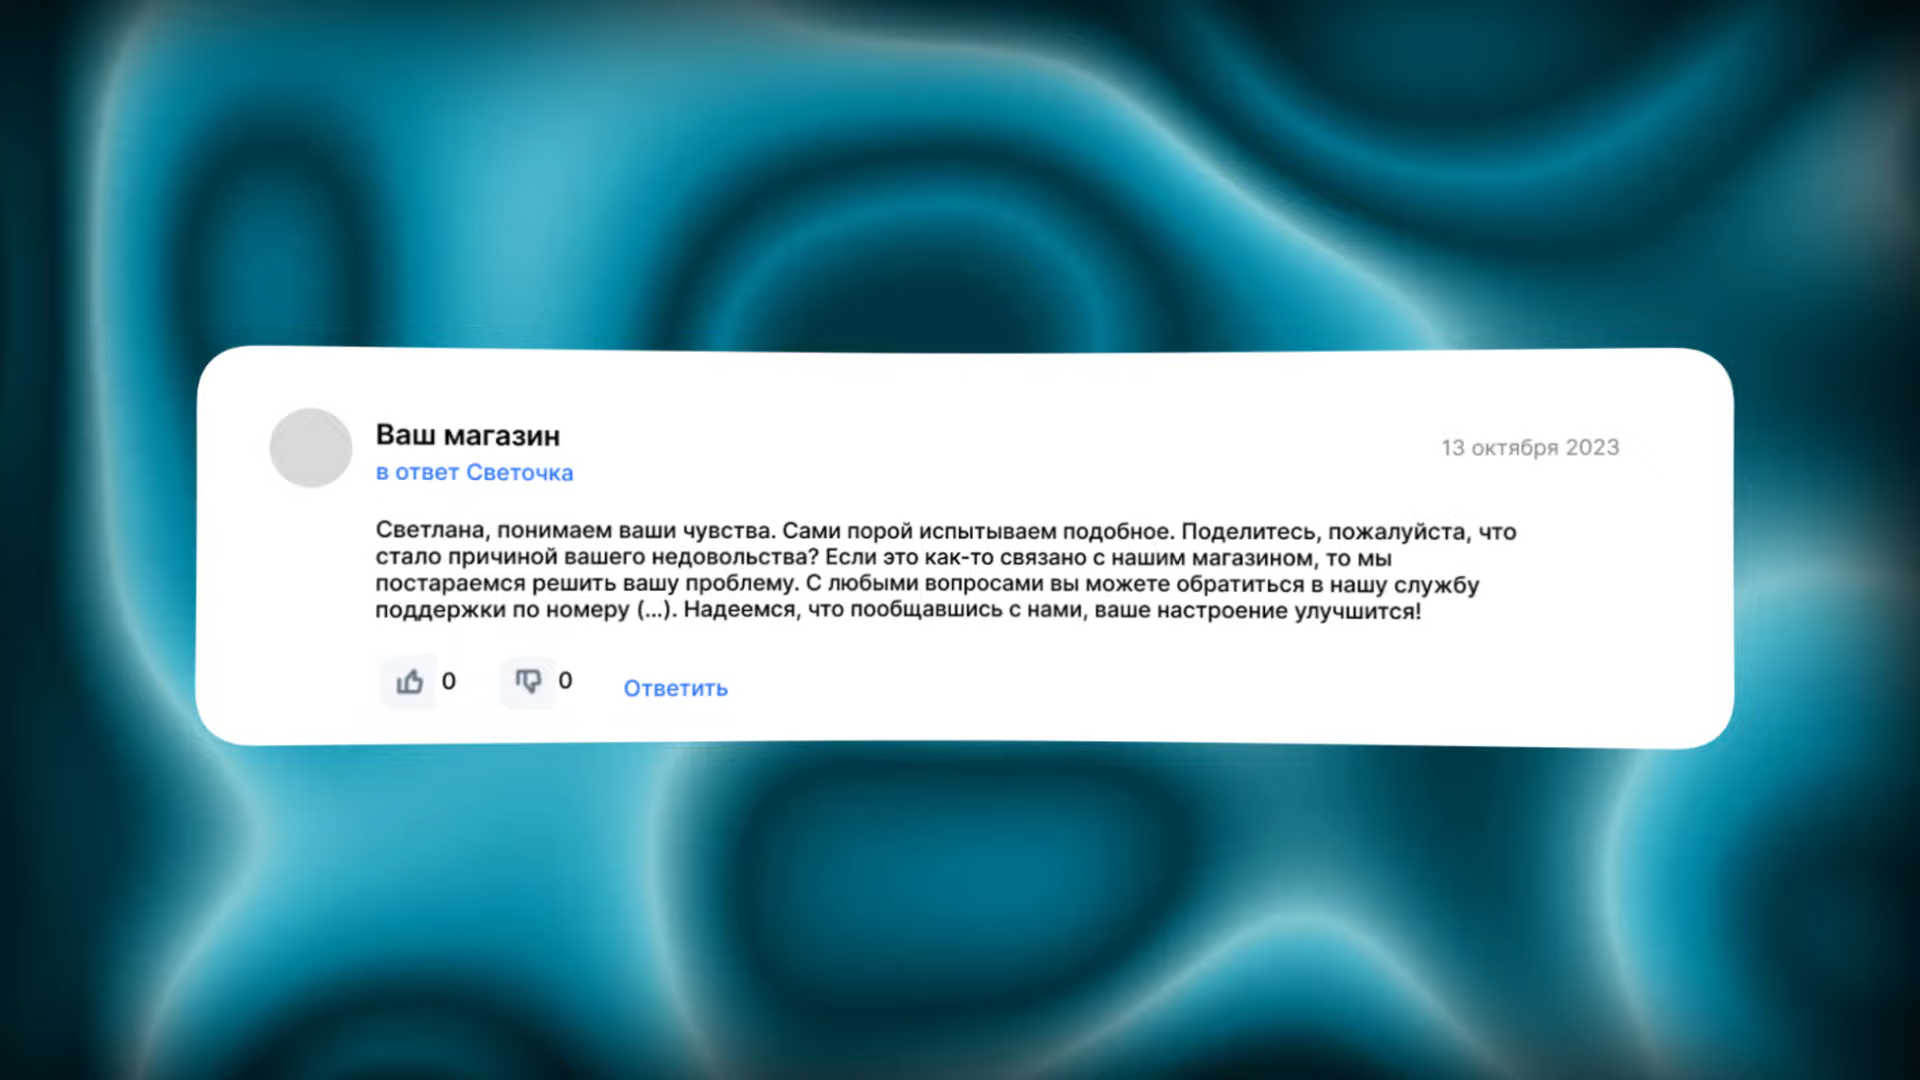 Ваш магазин
13 октября 2023
в ответ Светочка
Светлана, понимаем ваши чувства. Сами порой испытываем подобное. Поделитесь, пожалуйста, что
стало причиной вашего недовольства? Если это как-то связано с нашим магазином, то мы
постараемся решить вашу проблему. С любыми вопросами вы можете обратиться в нашу службу
поддержки по номеру (...). Надеемся, что пообщавшись с нами, ваше настроение улучшится!
0 0 Ответить